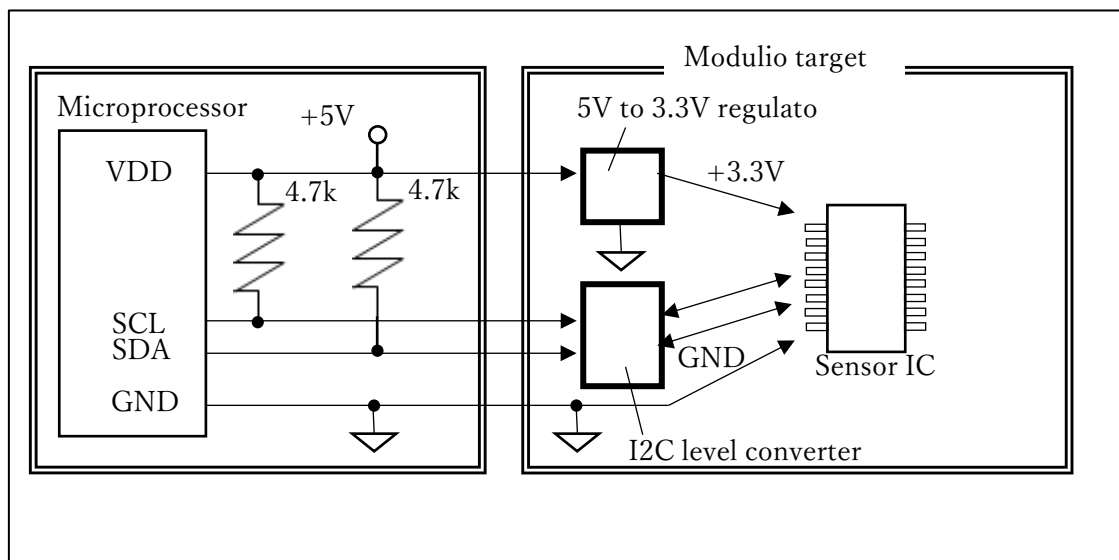 Modulio target
Microprocessor
5V to 3.3V regulato
+5V
VDD
4.7k
4.7k
+3.3V
SCL
SDA
GND
GND
Sensor IC
I2C level converter